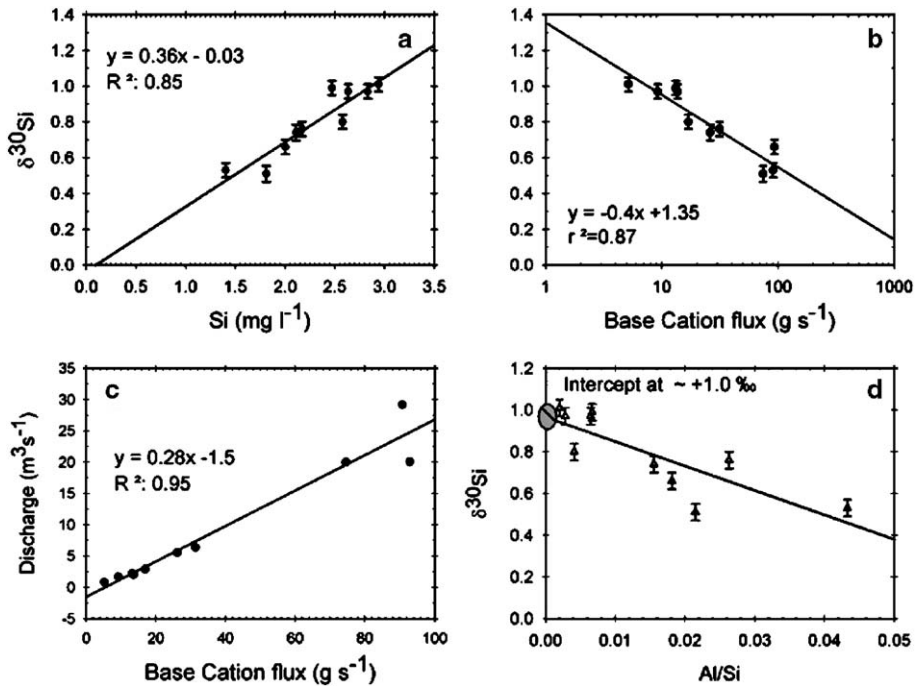 a
y = 0.36x - 0.03
R ²: 0.85
δ30Si
1.4
1.2
1.0
0.8
0.6
0.4
0.2
0.0
0.0 0.5 1.0 1.5 2.0 2.5 3.0 3.5
Si (mg l-1)
b
y = -0.4x +1.35
r ²=0.87
1.4
1.2
1.0
0.8
0.6
0.4
0.2
0.0
1 10 100 1000
Base Cation flux (g s-1)
c
y = 0.28x -1.5
R ²: 0.95
Discharge (m3s-1)
35
30
25
20
15
10
5
0
-5
0 20 40 60 80 100
Base Cation flux (g s-1)
d
Intercept at ~ +1.0 ‰
δ30Si
1.2
1.0
0.8
0.6
0.4
0.2
0.0
0.00 0.01 0.02 0.03 0.04 0.05
Al/Si